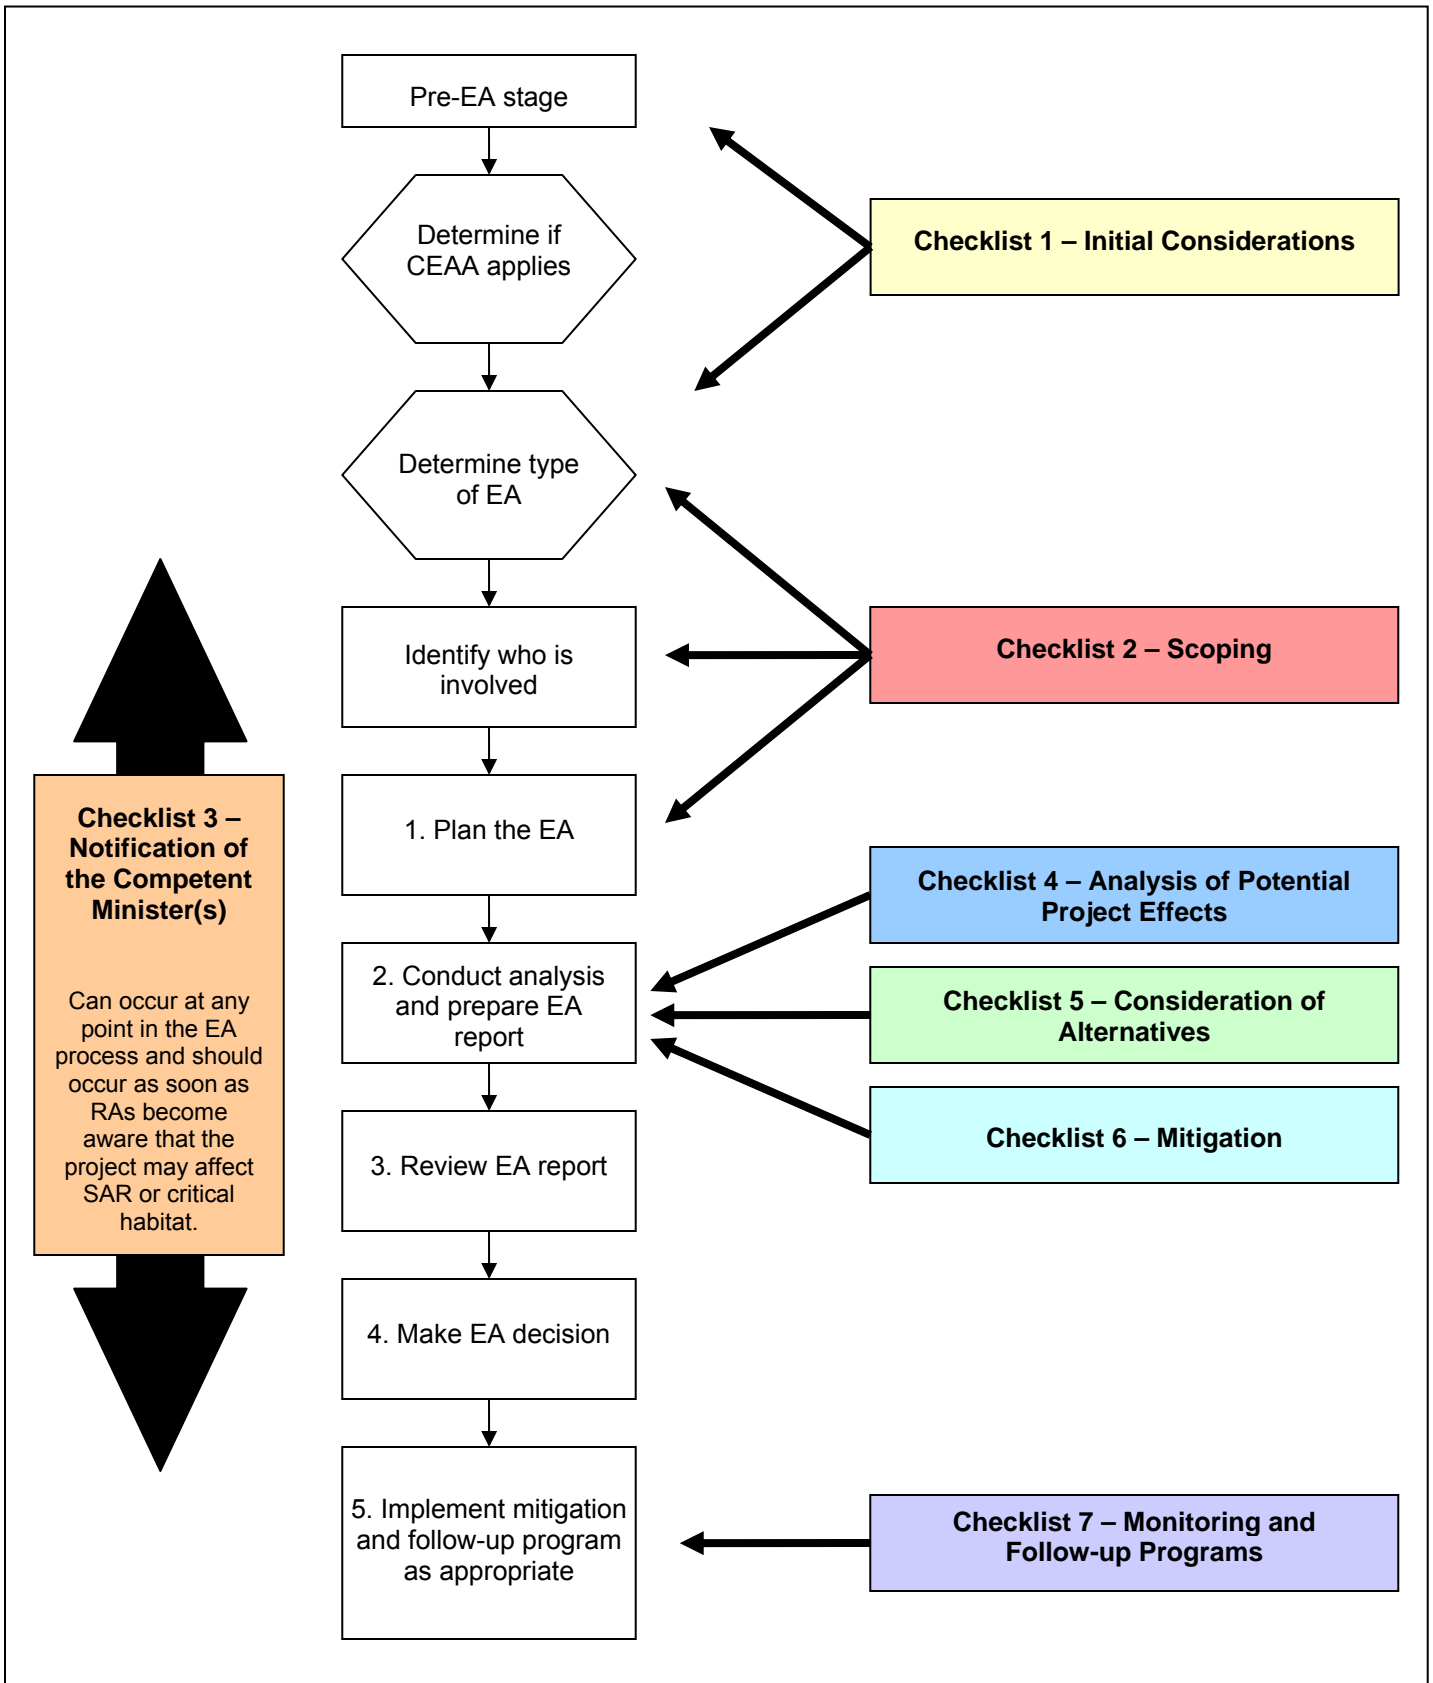 Pre-EA stage
Determine if
CEAA applies
Determine type
of EA
Identify who is
involved
1. Plan the EA
2. Conduct analysis
and prepare EA
report
3. Review EA report
4. Make EA decision
5. Implement mitigation
and follow-up program
as appropriate
Checklist 1 – Initial Considerations
Checklist 2 – Scoping
Checklist 3 –
Notification of
the Competent
Minister(s)
Can occur at any
point in the EA
process and should
occur as soon as
RAs become
aware that the
project may affect
SAR or critical
habitat.
Checklist 4 – Analysis of Potential
Project Effects
Checklist 5 – Consideration of
Alternatives
Checklist 6 – Mitigation
Checklist 7 – Monitoring and
Follow-up Programs